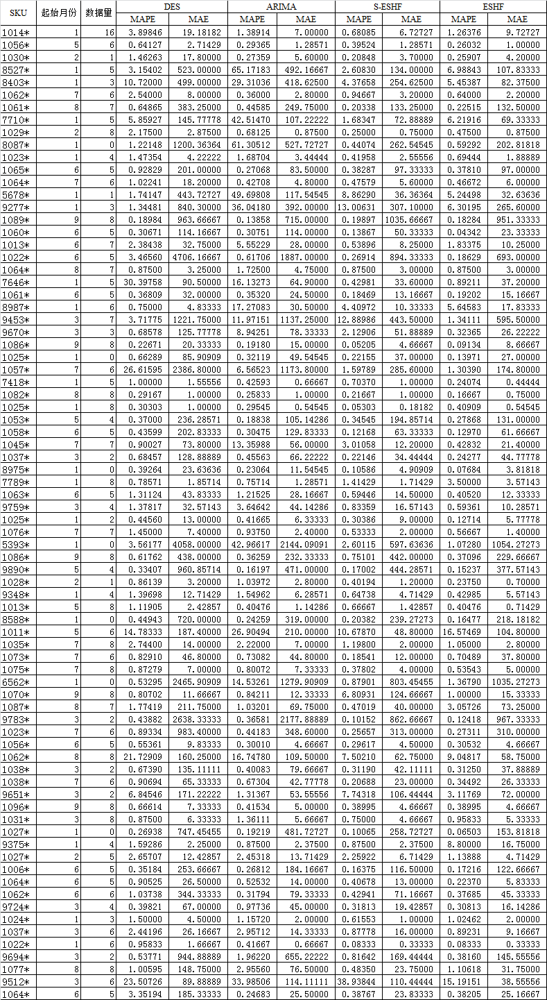 SKU 起始月份 数据量 DES ARIMA S-ESHF ESHF
MAPE MAE MAPE MAE MAPE MAE MAPE MAE
1014* 1 16 3.89846 19.18182 1.38914 7.00000 0.68085 6.72727 1.26376 9.72727
1056* 5 6 0.64127 2.71429 0.29365 1.28571 0.39524 1.28571 0.26032 1.00000
1030* 2 1 1.46263 17.80000 0.27359 5.60000 0.20848 3.70000 0.25907 4.20000
8527* 1 5 3.15402 523.00000 65.17183 492.16667 2.60830 134.00000 6.98843 107.83333
8403* 1 3 10.72000 499.00000 29.31036 418.62500 4.37658 254.62500 5.45387 82.37500
1062* 7 6 2.54000 8.00000 0.36000 2.80000 0.94667 3.20000 0.64000 2.20000
1061* 8 7 0.64865 383.25000 0.44585 249.75000 0.20338 133.25000 0.22515 132.50000
7710* 1 5 5.85927 145.77778 42.51470 107.22222 1.68347 72.88889 6.21916 69.33333
1029* 2 8 2.17500 2.87500 0.68125 0.87500 0.25000 0.75000 0.47500 0.87500
8087* 1 0 1.22148 1200.36364 61.30512 527.72727 0.44074 262.54545 0.59292 202.81818
1023* 1 4 1.47354 4.22222 1.68704 3.44444 0.41958 2.55556 0.69444 1.88889
1065* 6 5 0.92829 201.00000 0.27068 83.50000 0.38287 97.33333 0.37810 97.00000
1064* 7 6 1.02241 18.20000 0.42708 4.80000 0.47579 5.60000 0.46672 6.00000
5678* 1 1 1.74147 443.72727 49.69808 117.54545 8.86290 36.36364 5.24498 32.63636
9277* 1 3 1.34481 840.30000 36.04180 392.00000 13.00631 307.10000 6.30195 265.60000
1089* 9 8 0.18984 963.66667 0.13858 715.00000 0.19897 1035.66667 0.18284 951.33333
1060* 6 5 0.30671 114.16667 0.30751 114.00000 0.13867 50.33333 0.04342 23.33333
1013* 6 7 2.38438 32.75000 5.55229 28.00000 0.53896 8.25000 1.83375 10.25000
1022* 6 5 3.46560 4706.16667 0.61706 1887.00000 0.26914 894.33333 0.18629 693.00000
1064* 8 7 0.87500 3.25000 1.72500 4.75000 0.87500 3.00000 0.87500 3.00000
7646* 1 5 30.39758 90.50000 16.13273 64.90000 0.42981 33.60000 0.89211 37.20000
1061* 6 5 0.36809 32.00000 0.35320 24.50000 0.18469 13.16667 0.19202 15.16667
8987* 1 6 0.75000 4.83333 17.27083 30.50000 4.40972 10.33333 5.64583 17.83333
9453* 3 7 3.71775 1221.75000 11.97151 1137.25000 12.88986 443.50000 1.34111 595.50000
9670* 3 3 0.68578 125.77778 8.94251 78.33333 2.12906 51.88889 0.32365 26.22222
1086* 9 8 0.22671 20.33333 0.19180 15.00000 0.05205 4.66667 0.09134 8.66667
1025* 1 0 0.66289 85.90909 0.32119 49.54545 0.22155 37.00000 0.13971 27.00000
1057* 7 6 26.61595 2386.80000 6.56523 1173.80000 1.59789 285.60000 1.30390 174.80000
7418* 1 5 1.00000 1.55556 0.42593 0.66667 0.70370 1.00000 0.24074 0.44444
1082* 8 8 0.29167 1.00000 0.25833 1.00000 0.21667 1.00000 0.16667 0.75000
1025* 1 8 0.30303 1.00000 0.29545 0.54545 0.05303 0.18182 0.40909 0.54545
1053* 5 4 0.37000 236.28571 0.18838 105.14286 0.34545 194.85714 0.27868 131.00000
1058* 6 5 0.43599 202.83333 0.30475 129.83333 0.12168 63.33333 0.12970 61.66667
1045* 7 7 0.90027 73.80000 13.35988 56.00000 3.01058 12.20000 0.42832 21.40000
1037* 3 2 0.68457 128.88889 0.45563 66.22222 0.22146 34.44444 0.24277 44.77778
8975* 1 0 0.39264 23.63636 0.23064 11.54545 0.10586 4.90909 0.07684 3.81818
7789* 1 8 0.78571 1.85714 0.75714 1.28571 1.41429 1.71429 3.50000 3.57143
1063* 6 5 1.31124 43.83333 1.21525 28.16667 0.59446 14.50000 0.40520 12.33333
9759* 3 4 1.37817 32.57143 3.64642 44.14286 0.83359 16.57143 0.59361 10.28571
1025* 1 2 0.44560 13.00000 0.41665 6.33333 0.30386 9.00000 0.12714 5.77778
1076* 7 7 1.45000 7.40000 0.93750 2.40000 0.53333 2.00000 0.56667 1.40000
5393* 1 0 3.56177 4058.00000 42.96617 2144.09091 2.60115 597.63636 1.07280 1054.27273
1086* 9 8 0.61762 438.00000 0.36259 232.33333 0.75101 442.00000 0.37096 229.66667
9890* 5 4 0.33407 960.85714 0.16197 471.00000 0.17002 444.28571 0.15237 377.57143
1028* 2 1 0.86139 3.20000 1.03972 2.80000 0.40194 1.20000 0.23750 0.70000
9348* 1 4 1.39698 12.71429 1.54962 6.28571 0.64738 4.71429 0.42985 5.57143
1013* 5 8 1.11905 2.42857 0.40476 1.14286 0.66667 1.42857 0.40476 0.71429
8588* 1 0 0.44943 720.00000 0.24259 319.00000 0.20382 239.27273 0.16477 218.18182
1011* 5 6 14.78333 187.40000 26.90494 210.00000 10.67870 48.80000 16.57469 104.80000
1035* 7 8 2.74400 14.00000 2.22000 7.00000 1.19800 2.00000 1.05000 2.80000
1073* 7 6 0.82910 46.80000 0.73082 44.80000 0.18541 12.00000 0.70489 37.80000
1075* 7 8 0.87279 7.00000 0.80072 7.33333 0.37802 4.00000 0.53543 5.00000
6562* 1 0 0.53295 2465.90909 14.53261 1279.90909 0.87901 803.45455 1.36790 1035.27273
1070* 9 8 0.80702 11.66667 0.84211 12.33333 6.80931 124.66667 1.00000 15.33333
1087* 8 7 1.77419 211.75000 1.03201 69.75000 0.47019 40.00000 3.05726 73.25000
9783* 3 2 0.43882 2638.33333 0.36581 2177.88889 0.10152 862.66667 0.12418 967.33333
1023* 7 6 0.89334 983.40000 0.44183 348.60000 0.25657 313.00000 0.27311 310.00000
1056* 6 5 0.55361 9.83333 0.30010 4.66667 0.29617 4.50000 0.30532 4.66667
1062* 8 8 21.72909 160.25000 16.74780 109.50000 7.50210 62.75000 9.04817 58.75000
1038* 3 2 0.67390 135.11111 0.40083 79.66667 0.31190 42.11111 0.31250 37.88889
1038* 7 6 0.90694 65.33333 0.67304 42.77778 0.20688 23.00000 0.34492 26.33333
9651* 3 2 6.84546 171.22222 1.31367 53.55556 7.74318 106.44444 3.11769 72.00000
1096* 9 8 0.66614 7.33333 0.41534 5.00000 0.38995 4.66667 0.38995 4.66667
1031* 3 8 0.87500 6.33333 1.36111 5.66667 0.75000 4.66667 0.95833 5.33333
1027* 1 0 0.26938 747.45455 0.19219 481.72727 0.10065 258.72727 0.06503 153.81818
9375* 1 4 1.59286 2.25000 0.87500 2.37500 0.87500 2.37500 8.80000 16.75000
1027* 2 5 2.65707 12.42857 2.45318 13.71429 2.25922 6.71429 1.13888 4.71429
1006* 6 5 0.35184 253.66667 0.26812 184.16667 0.16375 116.50000 0.17216 122.66667
1064* 6 5 0.90525 26.50000 0.52532 14.00000 0.40678 13.00000 0.22370 5.83333
1062* 6 6 1.03738 344.33333 0.31794 79.33333 0.42941 71.16667 0.37685 45.33333
9724* 3 4 0.39821 67.00000 0.97736 45.00000 0.31813 19.42857 0.30813 16.14286
1024* 1 3 1.50000 4.50000 1.15720 2.00000 0.61553 1.00000 1.02462 2.00000
1037* 3 6 2.44196 26.16667 2.95712 14.33333 0.87778 16.00000 0.89231 9.16667
1022* 1 6 0.95833 1.66667 0.41667 0.66667 0.08333 0.33333 0.08333 0.33333
9694* 3 2 0.53771 944.88889 1.96220 655.22222 0.81642 169.44444 0.38160 145.55556
1077* 8 8 1.00595 148.75000 2.95560 76.50000 0.48350 23.75000 1.10618 31.75000
9512* 3 6 23.50726 89.88889 33.98506 114.11111 38.93844 110.44444 15.19151 38.55556
1064* 6 5 3.35194 185.33333 0.24683 25.50000 0.38767 23.83333 0.38205 25.16667